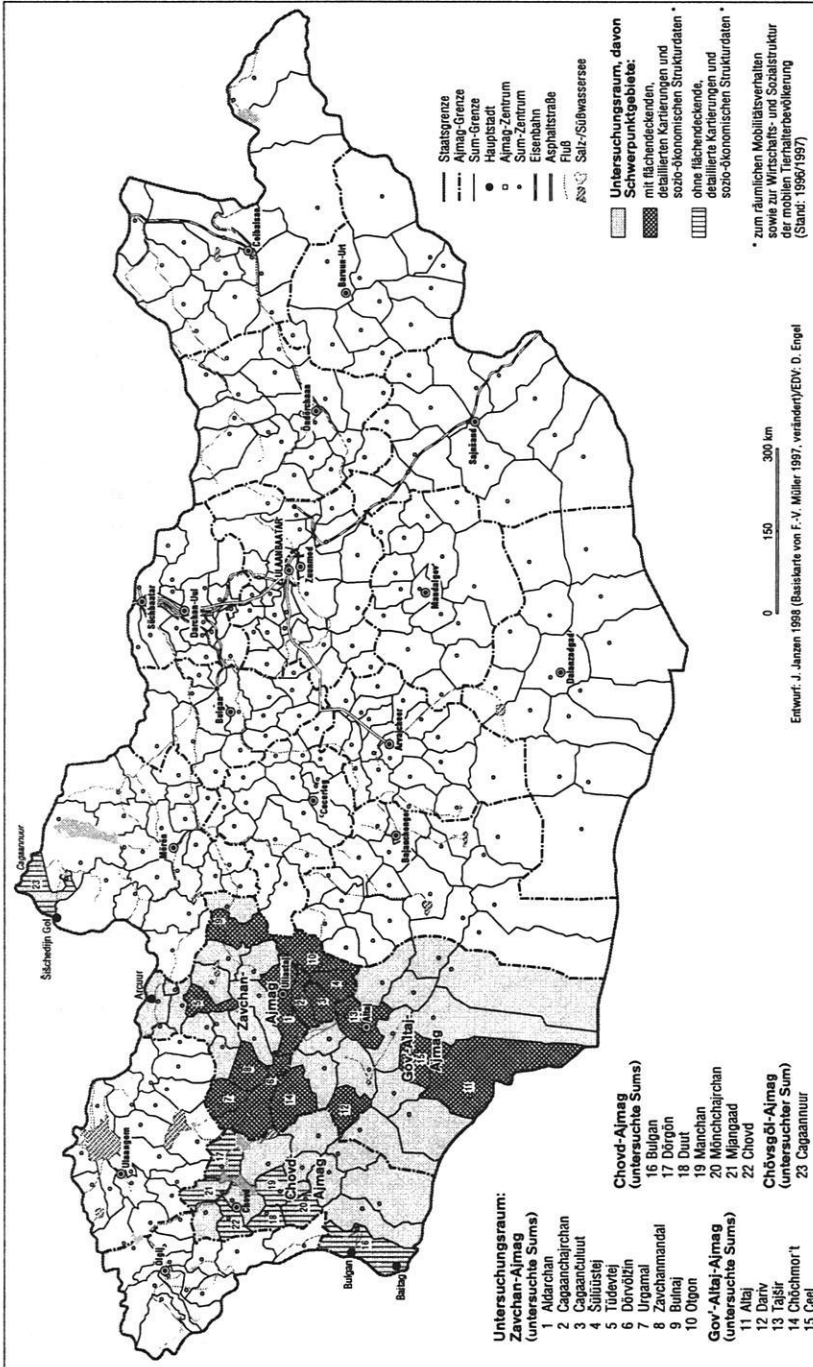 Untersuchungsraum:
Zavchan-Ajmag
(untersuchte Sums)
1 Aldarchan
2 Cagaanchajrchan
3 Cagaančuluut
4 Šülüüstej
5 Tüdevtej
6 Dörvölžin
7 Urgamal
8 Zavchanmandal
9 Bulnaj
10 Otgon
Gov'-Altaj-Ajmag
(untersuchte Sums)
11 Altaj
12 Dariv
13 Tajšir
14 Chöchmor't
15 Ceel
Chovd-Ajmag
(untersuchte Sums)
16 Bulgan
17 Dörgön
18 Duut
19 Manchan
20 Mönchchajrchan
21 Mjangaad
22 Chovd
Chövsgöl-Ajmag
(untersuchter Sum)
23 Cagaannuur
Staatsgrenze
Ajmag-Grenze
Sum-Grenze
Hauptstadt
Ajmag-Zentrum
Sum-Zentrum
Eisenbahn
Asphaltstraße
Fluß
Salz-/Süßwassersee
Untersuchungsraum, davon
Schwerpunktgebiete:
mit flächendeckenden,
detaillierten Kartierungen und
sozio-ökonomischen Strukturdaten *
ohne flächendeckende,
detaillierte Kartierungen und
sozio-ökonomischen Strukturdaten *
* zum räumlichen Mobilitätsverhalten
sowie zur Wirtschafts- und Sozialstruktur
der mobilen Tierhalterbevölkerung
(Stand: 1996/1997)
0 150 300 km
Entwurf: J. Janzen 1998 (Basiskarte von F.-V. Müller 1997, verändert)/EDV: D. Engel
Ölgij
Ulaangom
Chovd
Chovd-
Ajmag
Bulgan
Bajtag
Arcuur
Zavchan-
Ajmag
Uliastaj
Altaj
Gov'-Altaj-
Ajmag
Šiščhedijn Gol
Cagaannuur
Mörön
Bulgan
Cecerleg
Bajanchongor
Arvajcheer
Süchbaatar
Darchan-Uul
ULAANBAATAR
Zuunmod
Mandalgov'
Dalanzadgad
Sajnšand
Öndörchaan
Baruun-Urt
Čojbalsan